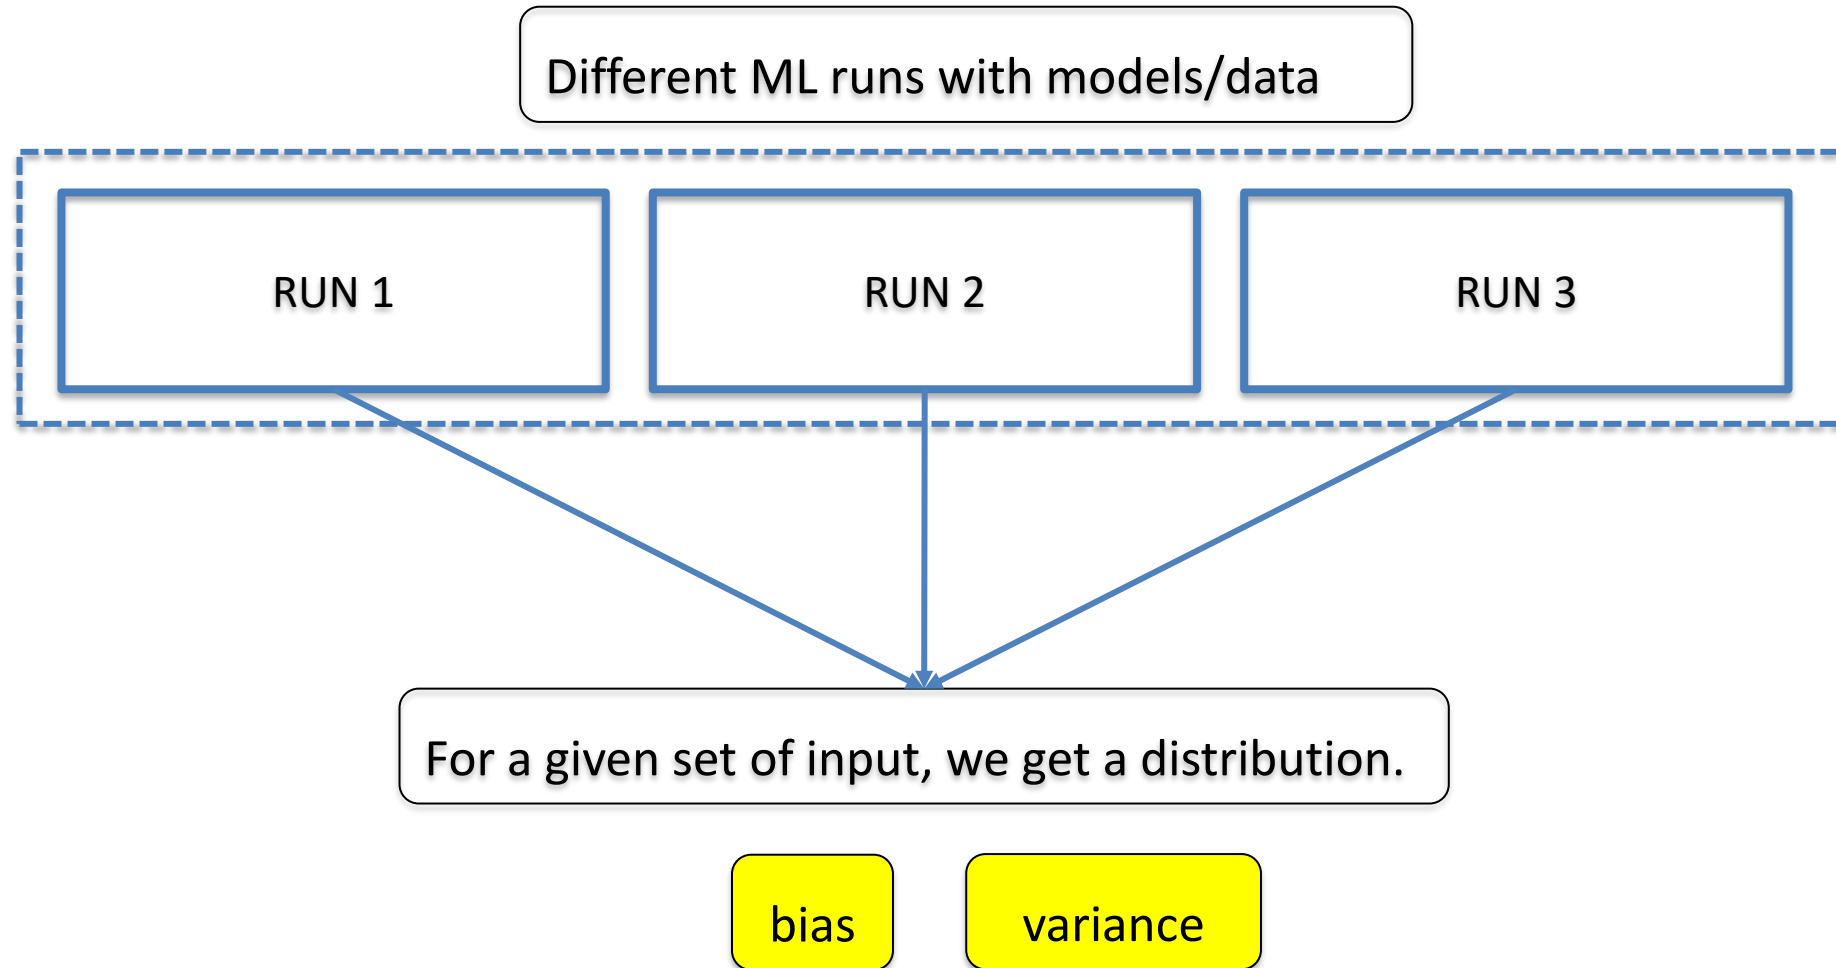 Different ML runs with models/data
RUN 1
RUN 2
RUN 3
For a given set of input, we get a distribution.
bias
variance